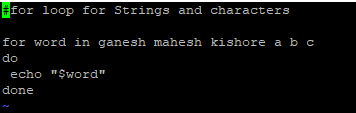 #for loop for Strings and characters
for word in ganesh mahesh kishore a b c
do
 echo "$word"
done
~